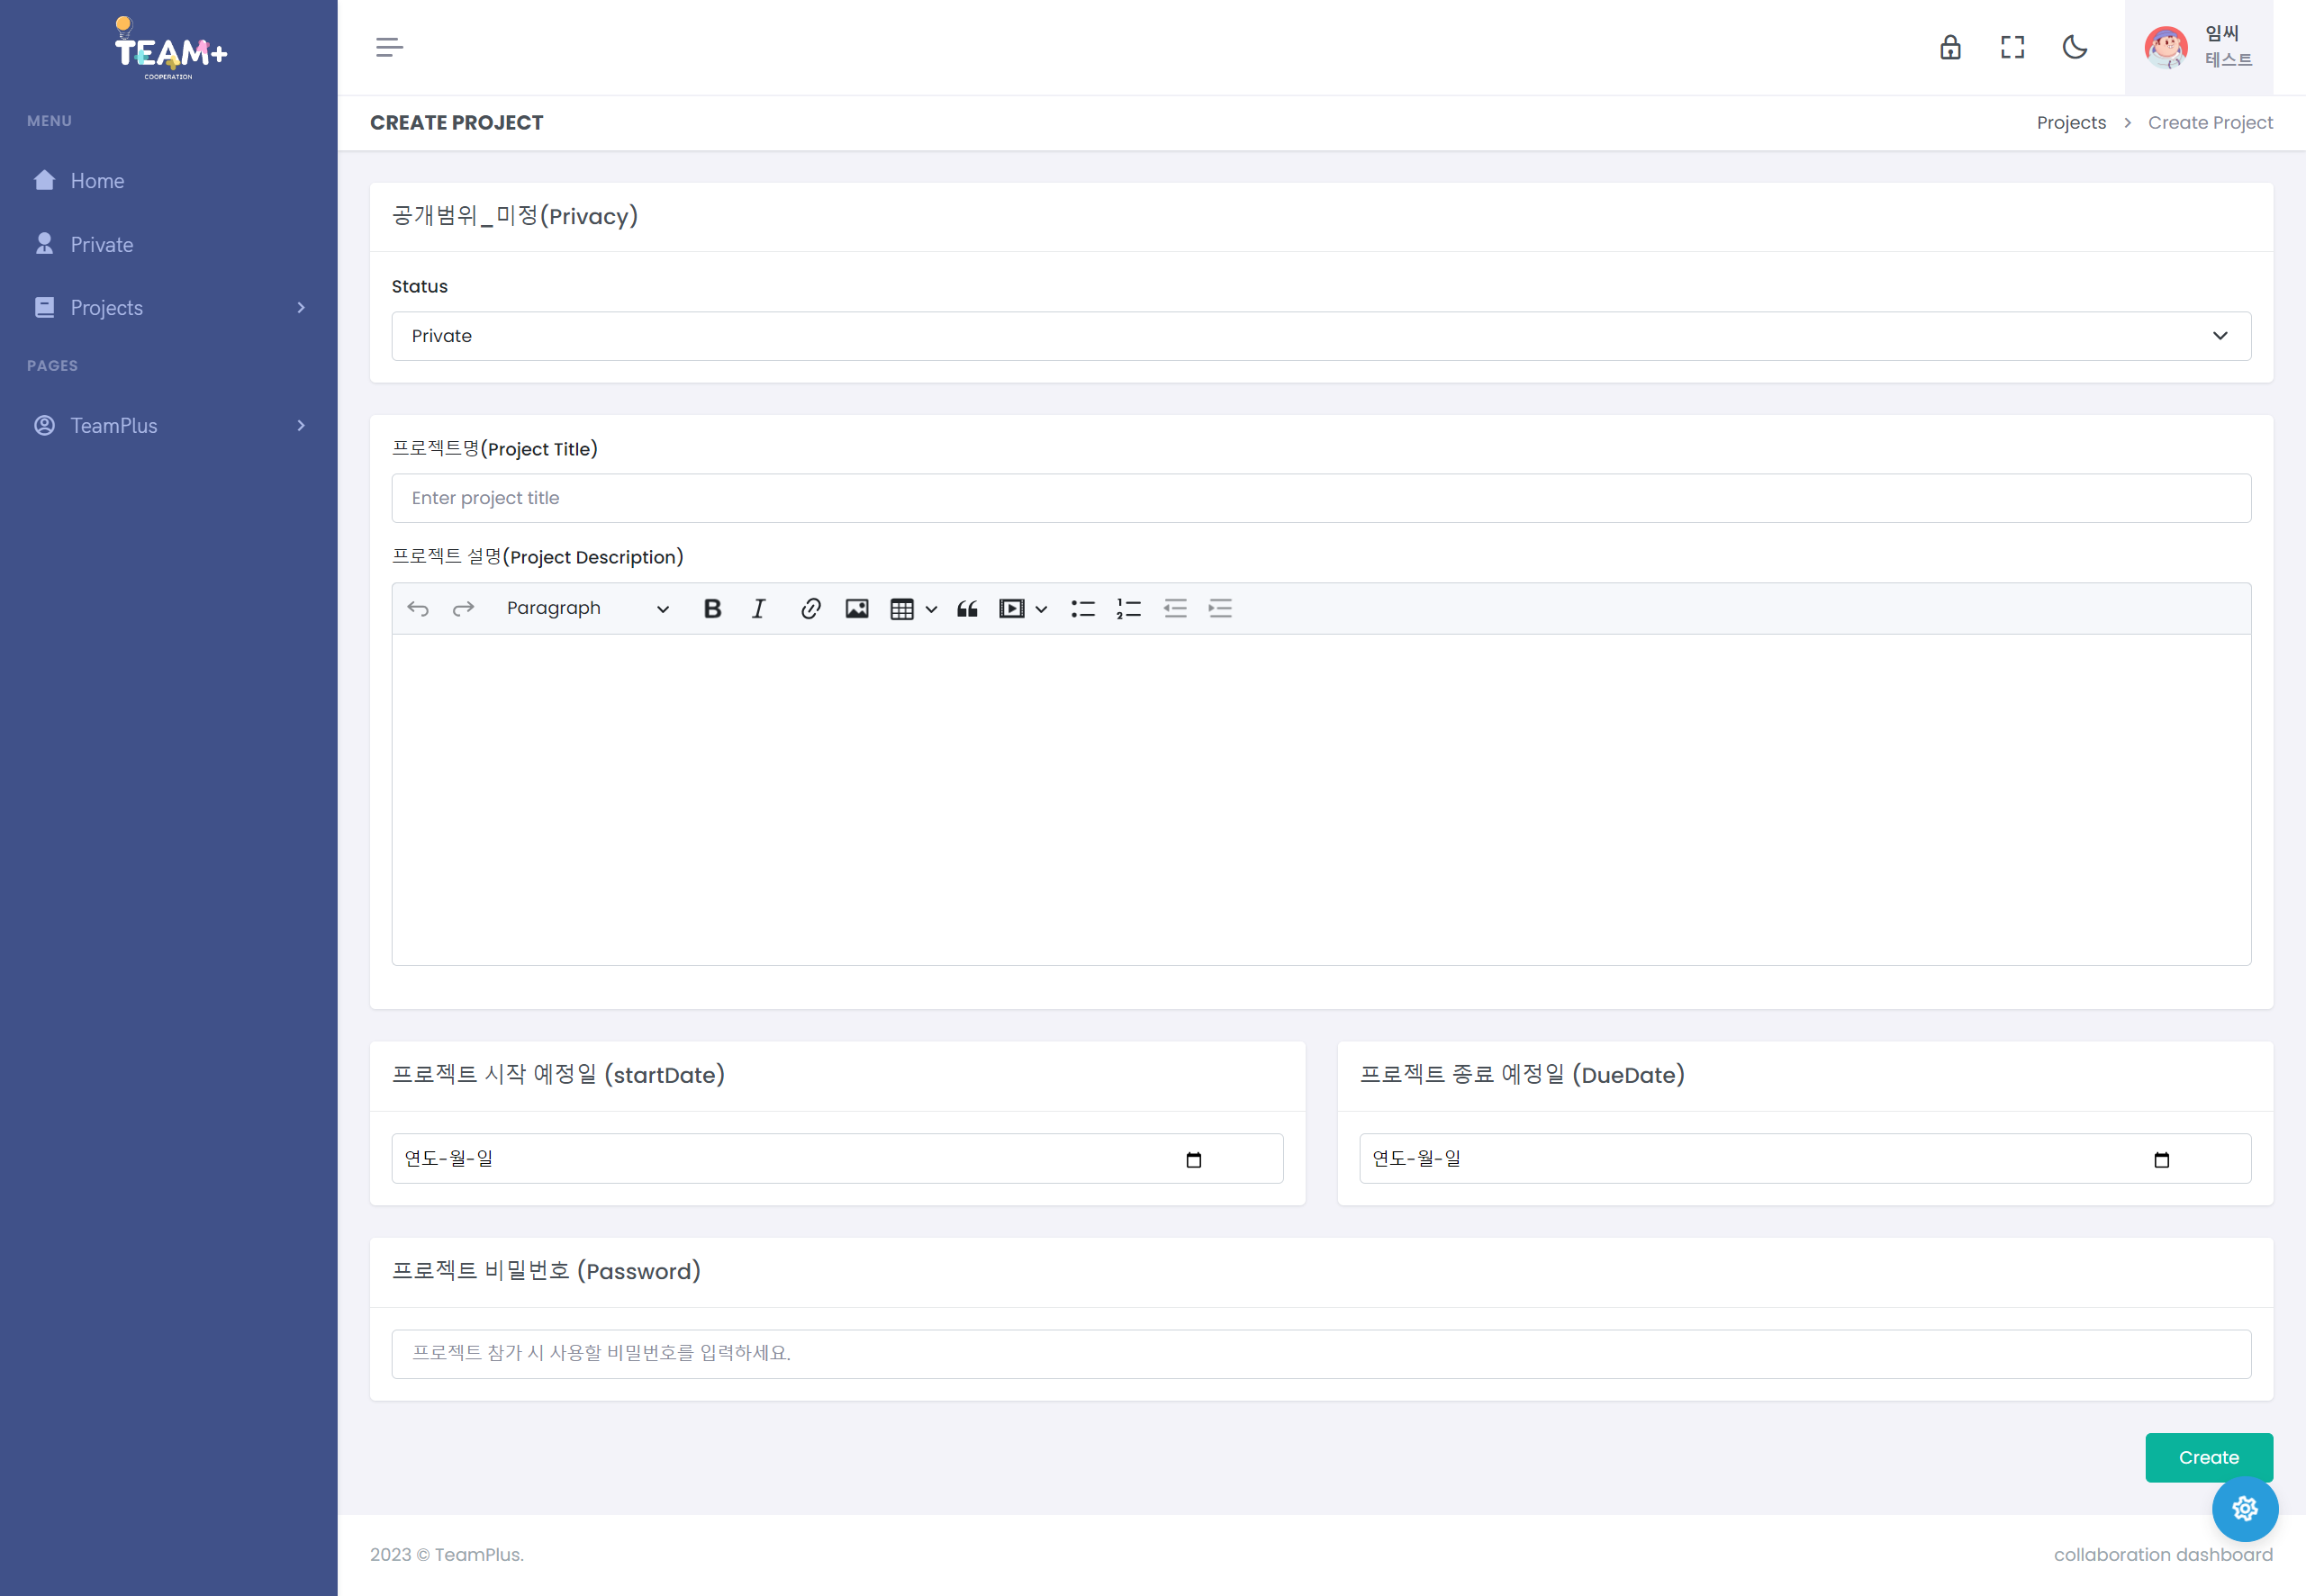 TEAM+
COOPERATION
MENU
Home
Private
Projects
PAGES
TeamPlus
임씨
테스트
CREATE PROJECT
Projects > Create Project
공개범위_미정(Privacy)
Status
Private
프로젝트명(Project Title)
Enter project title
프로젝트 설명(Project Description)
Paragraph
프로젝트 시작 예정일 (startDate)
연도-월-일
프로젝트 종료 예정일 (DueDate)
연도-월-일
프로젝트 비밀번호 (Password)
프로젝트 참가 시 사용할 비밀번호를 입력하세요.
Create
2023 © TeamPlus.
collaboration dashboard